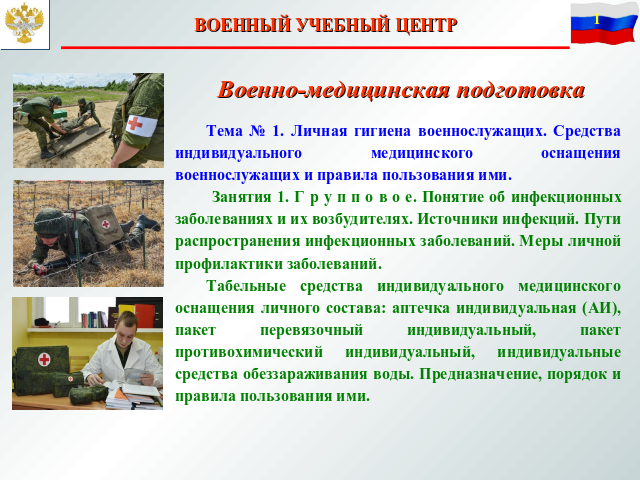 ВОЕННЫЙ УЧЕБНЫЙ ЦЕНТР
1
Военно-медицинская подготовка
Тема № 1. Личная гигиена военнослужащих. Средства
индивидуального медицинского оснащения
военнослужащих и правила пользования ими.
Занятия 1. Г р у п п о в о е. Понятие об инфекционных
заболеваниях и их возбудителях. Источники инфекций. Пути
распространения инфекционных заболеваний. Меры личной
профилактики заболеваний.
Табельные средства индивидуального медицинского
оснащения личного состава: аптечка индивидуальная (АИ),
пакет перевязочный индивидуальный, пакет
противохимический индивидуальный, индивидуальные
средства обеззараживания воды. Предназначение, порядок и
правила пользования ими.